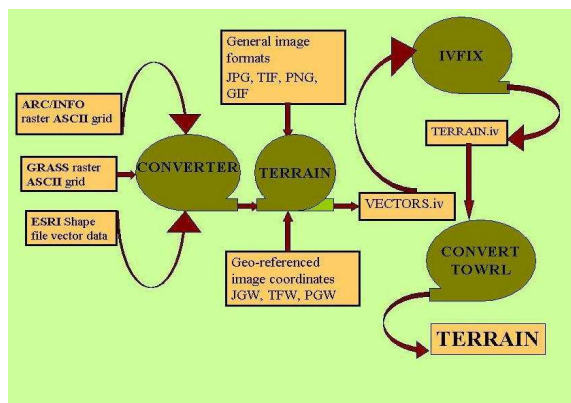 General image
formats
JPG, TIF, PNG,
GIF
IVFIX
ARC/INFO
raster ASCII grid
TERRAIN.iv
GRASS raster
ASCII grid
CONVERTER
TERRAIN
VECTORS.iv
ESRI Shape
file vector data
Geo-referenced
image coordinates
JGW, TFW, PGW
CONVERT
TOWRL
TERRAIN